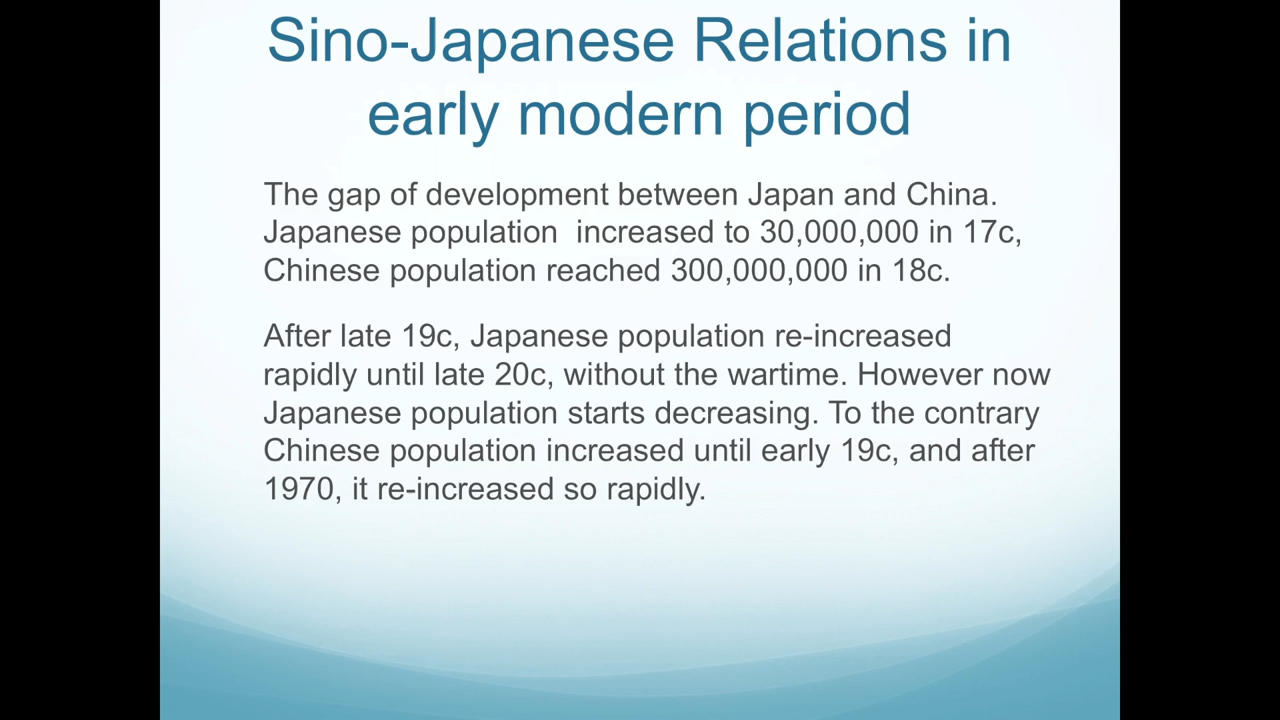 Sino-Japanese Relations in
early modern period
The gap of development between Japan and China.
Japanese population  increased to 30,000,000 in 17c,
Chinese population reached 300,000,000 in 18c.
After late 19c, Japanese population re-increased
rapidly until late 20c, without the wartime. However now
Japanese population starts decreasing. To the contrary
Chinese population increased until early 19c, and after
1970, it re-increased so rapidly.